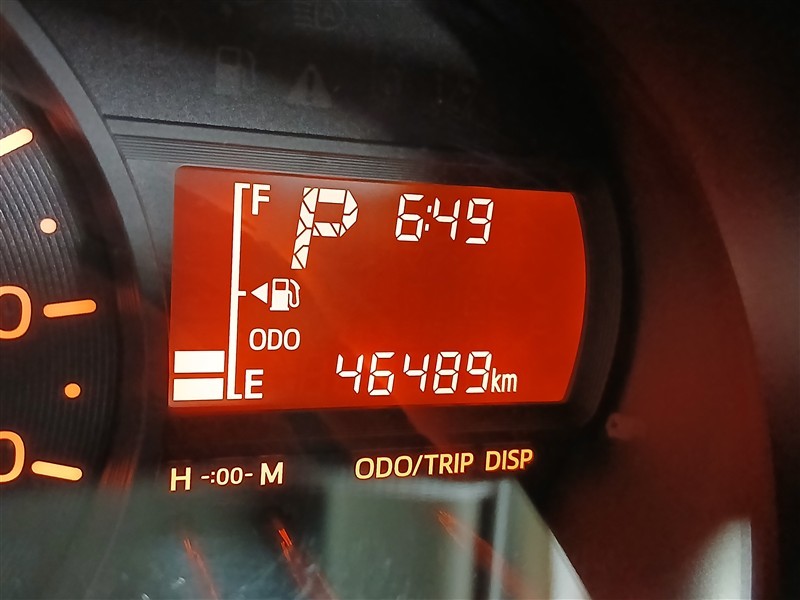 F P 6:49
ODO
E 46489km
H -:00- M ODO/TRIP DISP